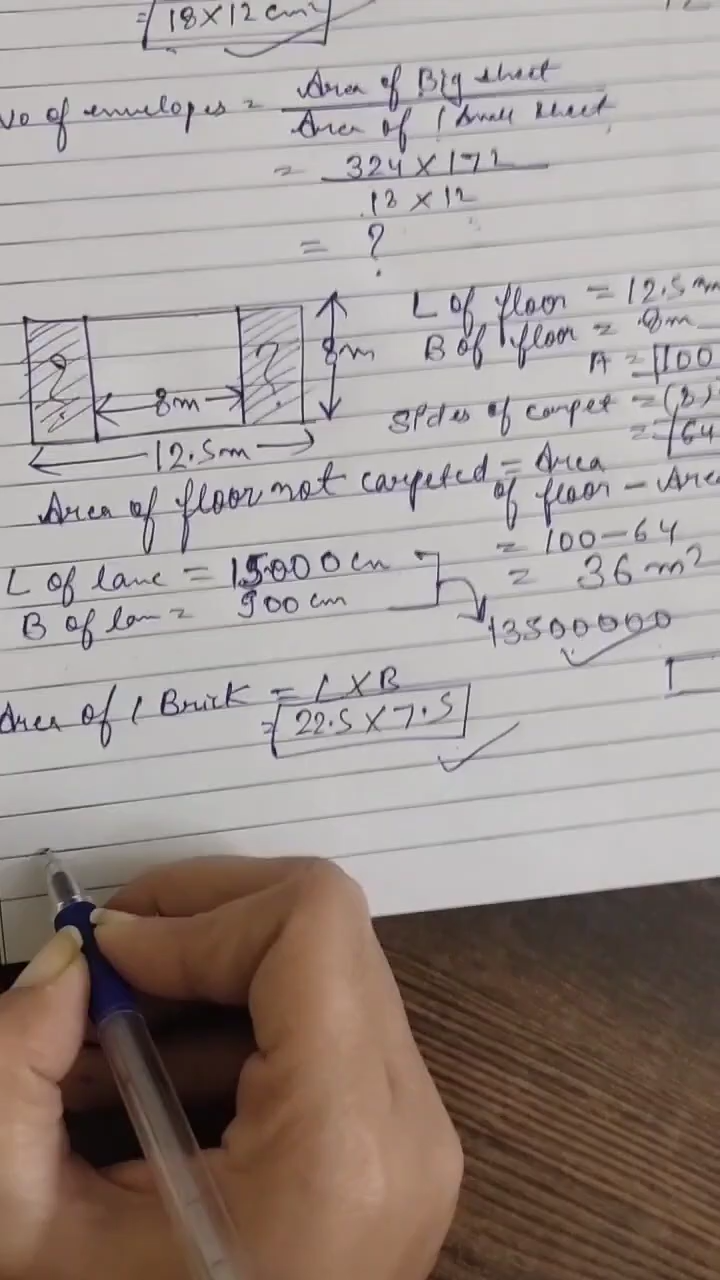 = 18 X 12 cm²
No of envelopes = Area of Big sheet
Area of 1 small sheet
= 324 X 172
18 X 12
= ?
L of floor = 12.5 m
B of floor = 8m
A = 100
8m
? ?
8m
12.5m
Sides of carpet = (8)²
= 64
Area of floor not carpeted = Area
of floor - Area
= 100-64
= 36 m²
L of lane = 15000 cm
B of lan = 900 cm
13500000
Area of 1 Brick = L X B
= 22.5 X 7.5